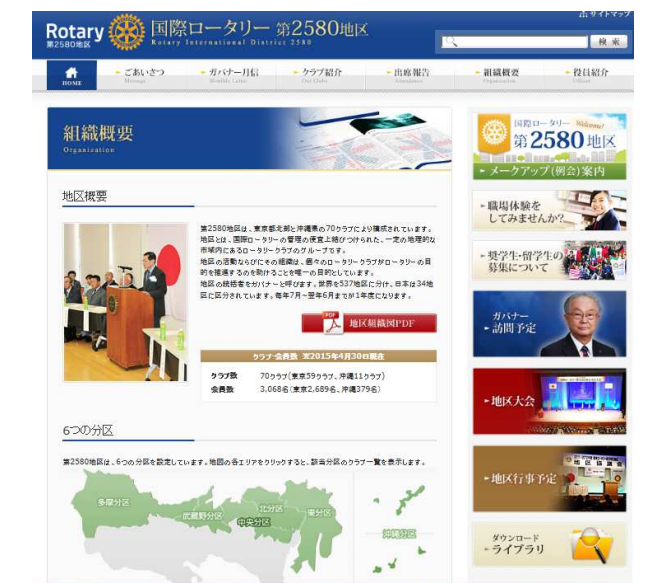 Rotary
第2580地区
国際ロータリー 第2580地区
Rotary International District 2580
サイトマップ
検 索
HOME
ごあいさつ
Message
ガバナー月信
Monthly Letter
クラブ紹介
Our Clubs
出席報告
Attendance
組織概要
Organization
役員紹介
Officer
組織概要
Organization
地区概要
第2580地区は、東京都北部と沖縄県の70クラブにより構成されています。
地区とは、国際ロータリーの管理の便宜上結びつけられた、一定の地理的な
市域内にあるロータリークラブのグループです。
地区の活動ならびにその組織は、個々のロータリークラブがロータリーの目
的を推進するのを助けることを唯一の目的としています。
地区の統括者をガバナーと呼びます。世界を537地区に分け、日本は34地
区に区分されています。毎年7月～翌年6月までが1年度になります。
PDF
地区組織図PDF
クラブ・会員数 ※2015年4月30日現在
クラブ数 70クラブ(東京59クラブ、沖縄11クラブ)
会員数 3,068名(東京2,689名、沖縄379名)
6つの分区
第2580地区は、6つの分区を設定しています。地図の各エリアをクリックすると、該当分区のクラブ一覧を表示します。
多摩分区
武蔵野分区
北分区
中央分区
東分区
沖縄分区
国際ロータリー Welcome!
第2580地区
メークアップ(例会)案内
職場体験を
してみませんか?
奨学生・留学生の
募集について
ガバナー
訪問予定
地区大会
地区協議会
地区行事予定
ダウンロード
ライブラリ